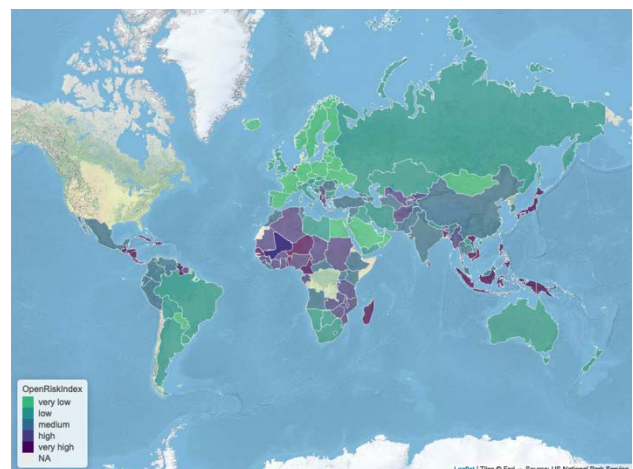 OpenRiskIndex
very low
low
medium
high
very high
NA
Leaflet | Tiles © Esri — Source: US National Park Service